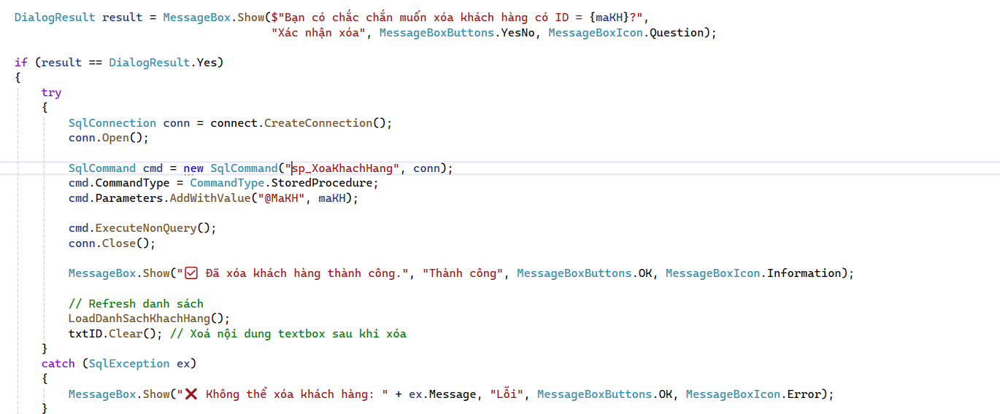 DialogResult result = MessageBox.Show($"Bạn có chắc chắn muốn xóa khách hàng có ID = {maKH}?",
"Xác nhận xóa", MessageBoxButtons.YesNo, MessageBoxIcon.Question);
if (result == DialogResult.Yes)
{
try
{
SqlConnection conn = connect.CreateConnection();
conn.Open();
SqlCommand cmd = new SqlCommand("sp_XoaKhachHang", conn);
cmd.CommandType = CommandType.StoredProcedure;
cmd.Parameters.AddWithValue("@MaKH", maKH);
cmd.ExecuteNonQuery();
conn.Close();
MessageBox.Show("☑ Đã xóa khách hàng thành công.", "Thành công", MessageBoxButtons.OK, MessageBoxIcon.Information);
// Refresh danh sách
LoadDanhSachKhachHang();
txtID.Clear(); // Xoá nội dung textbox sau khi xóa
}
catch (SqlException ex)
{
MessageBox.Show("❌ Không thể xóa khách hàng: " + ex.Message, "Lỗi", MessageBoxButtons.OK, MessageBoxIcon.Error);
}